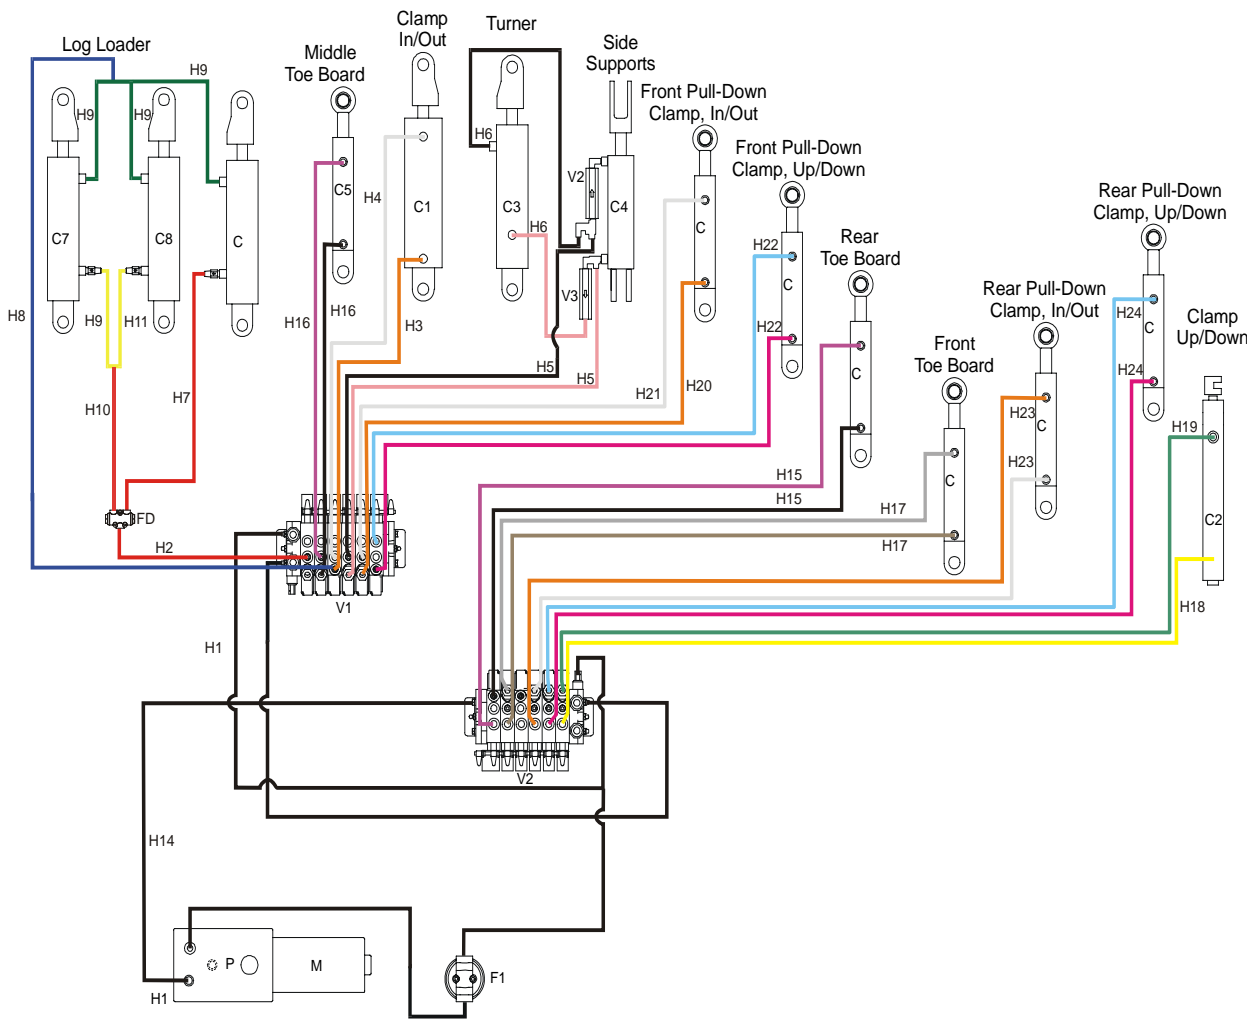 Log Loader
Middle
Toe Board
Clamp
In/Out
Turner
Side
Supports
Front Pull-Down
Clamp, In/Out
Front Pull-Down
Clamp, Up/Down
Rear
Toe Board
Front
Toe Board
Rear Pull-Down
Clamp, In/Out
Rear Pull-Down
Clamp, Up/Down
Clamp
Up/Down
H9
H9
H9
H6
V2
C5
H4
C1
C3
C4
C
C7
C8
C
H6
H22
C
V3
H8
H9
H11
H16
H16
H3
H22
H24
C
H5
H5
H21
H20
C
H24
H10
H7
H23
C
H19
H15
H15
H23
C
H17
H17
C2
FD
H2
V1
H18
H1
V2
H14
P
M
F1
H1